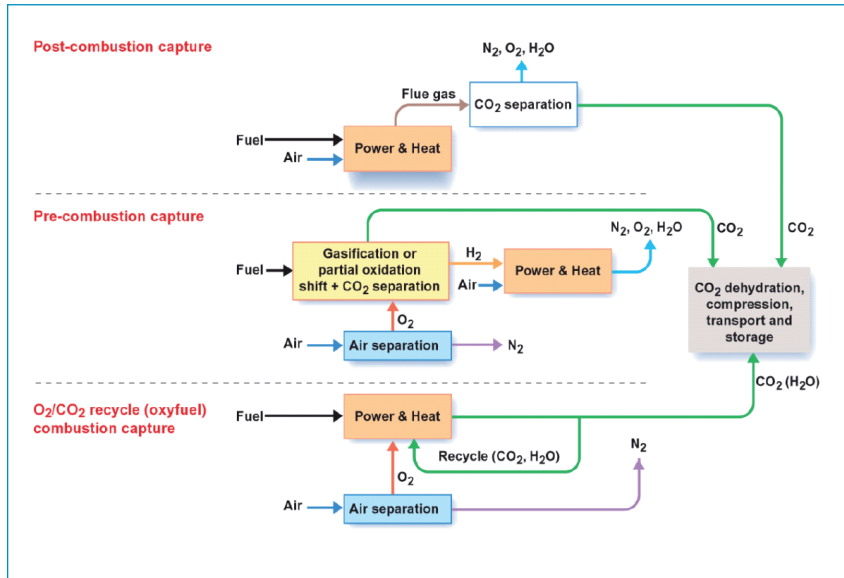 Post-combustion capture
N₂, O₂, H₂O
Flue gas
CO₂ separation
Fuel
Air
Power & Heat
CO₂
CO₂
Pre-combustion capture
N₂, O₂, H₂O
Fuel
Gasification or
partial oxidation
shift + CO₂ separation
H₂
Air
Power & Heat
CO₂ dehydration,
compression,
transport and
storage
O₂
Air
Air separation
N₂
CO₂ (H₂O)
O₂/CO₂ recycle (oxyfuel)
combustion capture
Fuel
Power & Heat
Recycle (CO₂, H₂O)
N₂
O₂
Air
Air separation